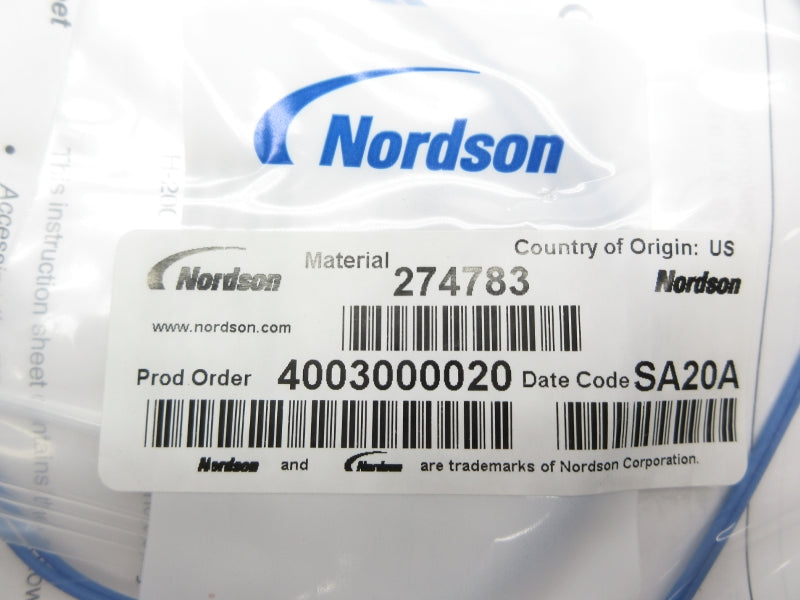 Nordson
Nordson
Material 274783
Country of Origin: US
Nordson
www.nordson.com
Prod Order 4003000020 Date Code SA20A
Nordson and Nordson are trademarks of Nordson Corporation.
This instruction sheet